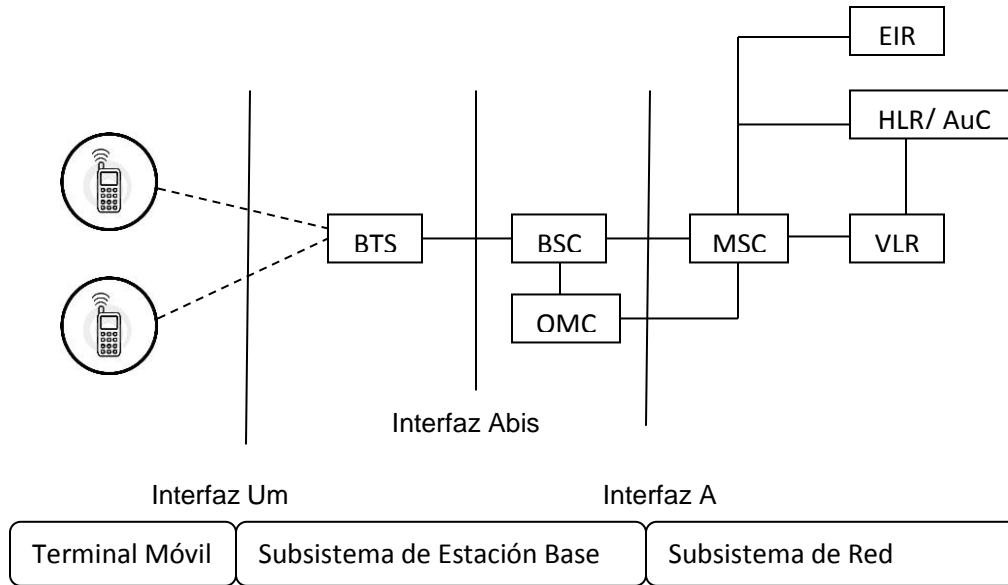 EIR
HLR/ AuC
BTS
BSC
MSC
VLR
OMC
Interfaz Abis
Interfaz Um
Interfaz A
Terminal Móvil
Subsistema de Estación Base
Subsistema de Red